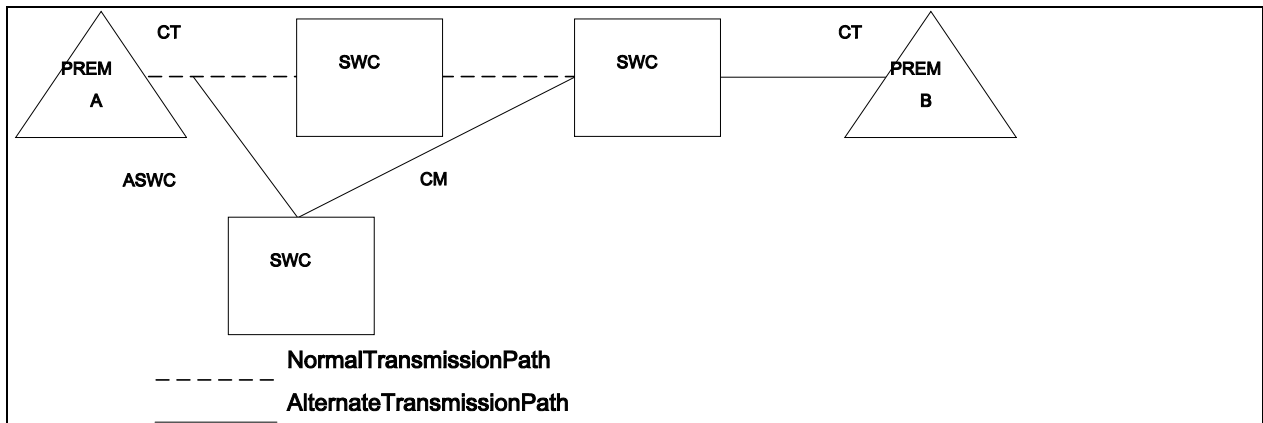 CT
CT
PREM
A
SWC
SWC
PREM
B
ASWC
CM
SWC
NormalTransmissionPath
AlternateTransmissionPath